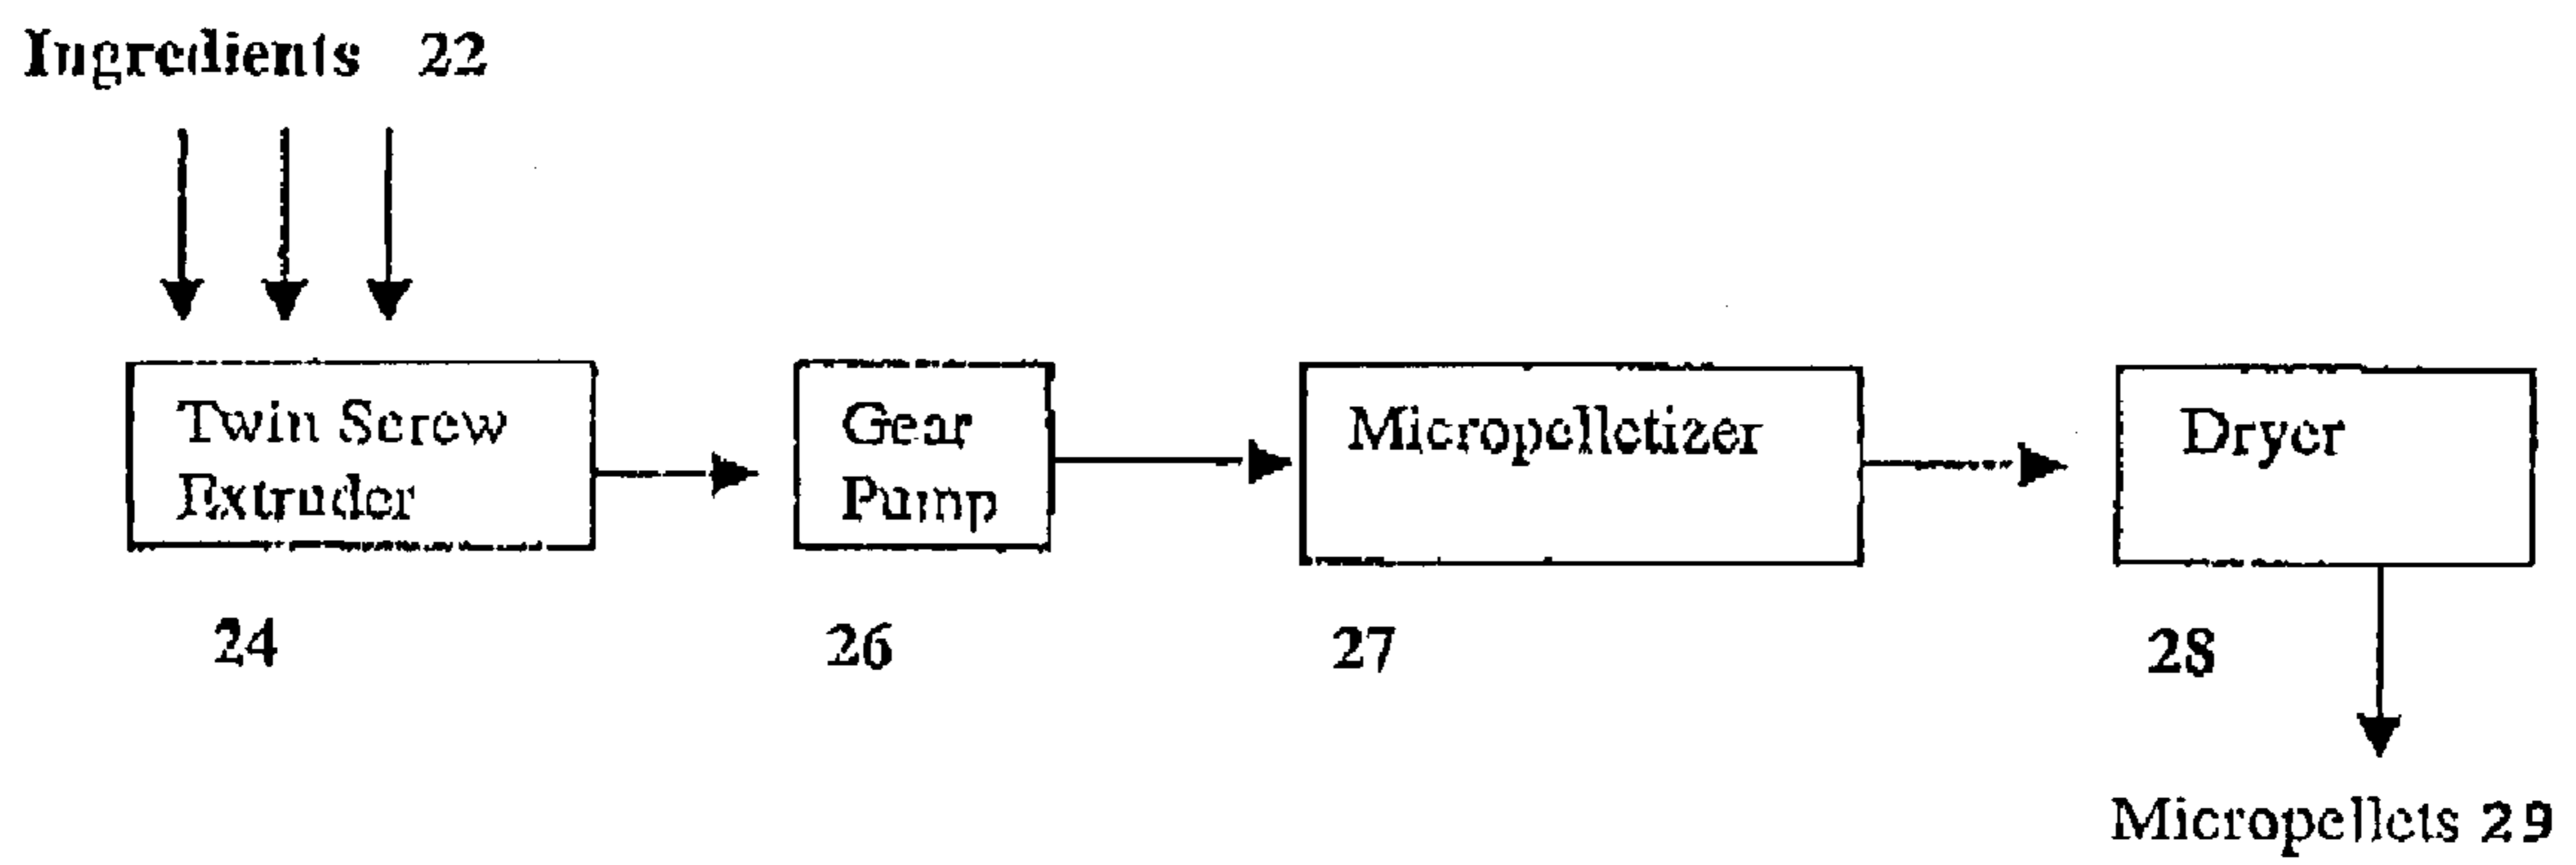 Ingredients 22
Twin Screw
Extruder
Gear
Pump
Micropelletizer
Dryer
24
26
27
28
Micropellets 29